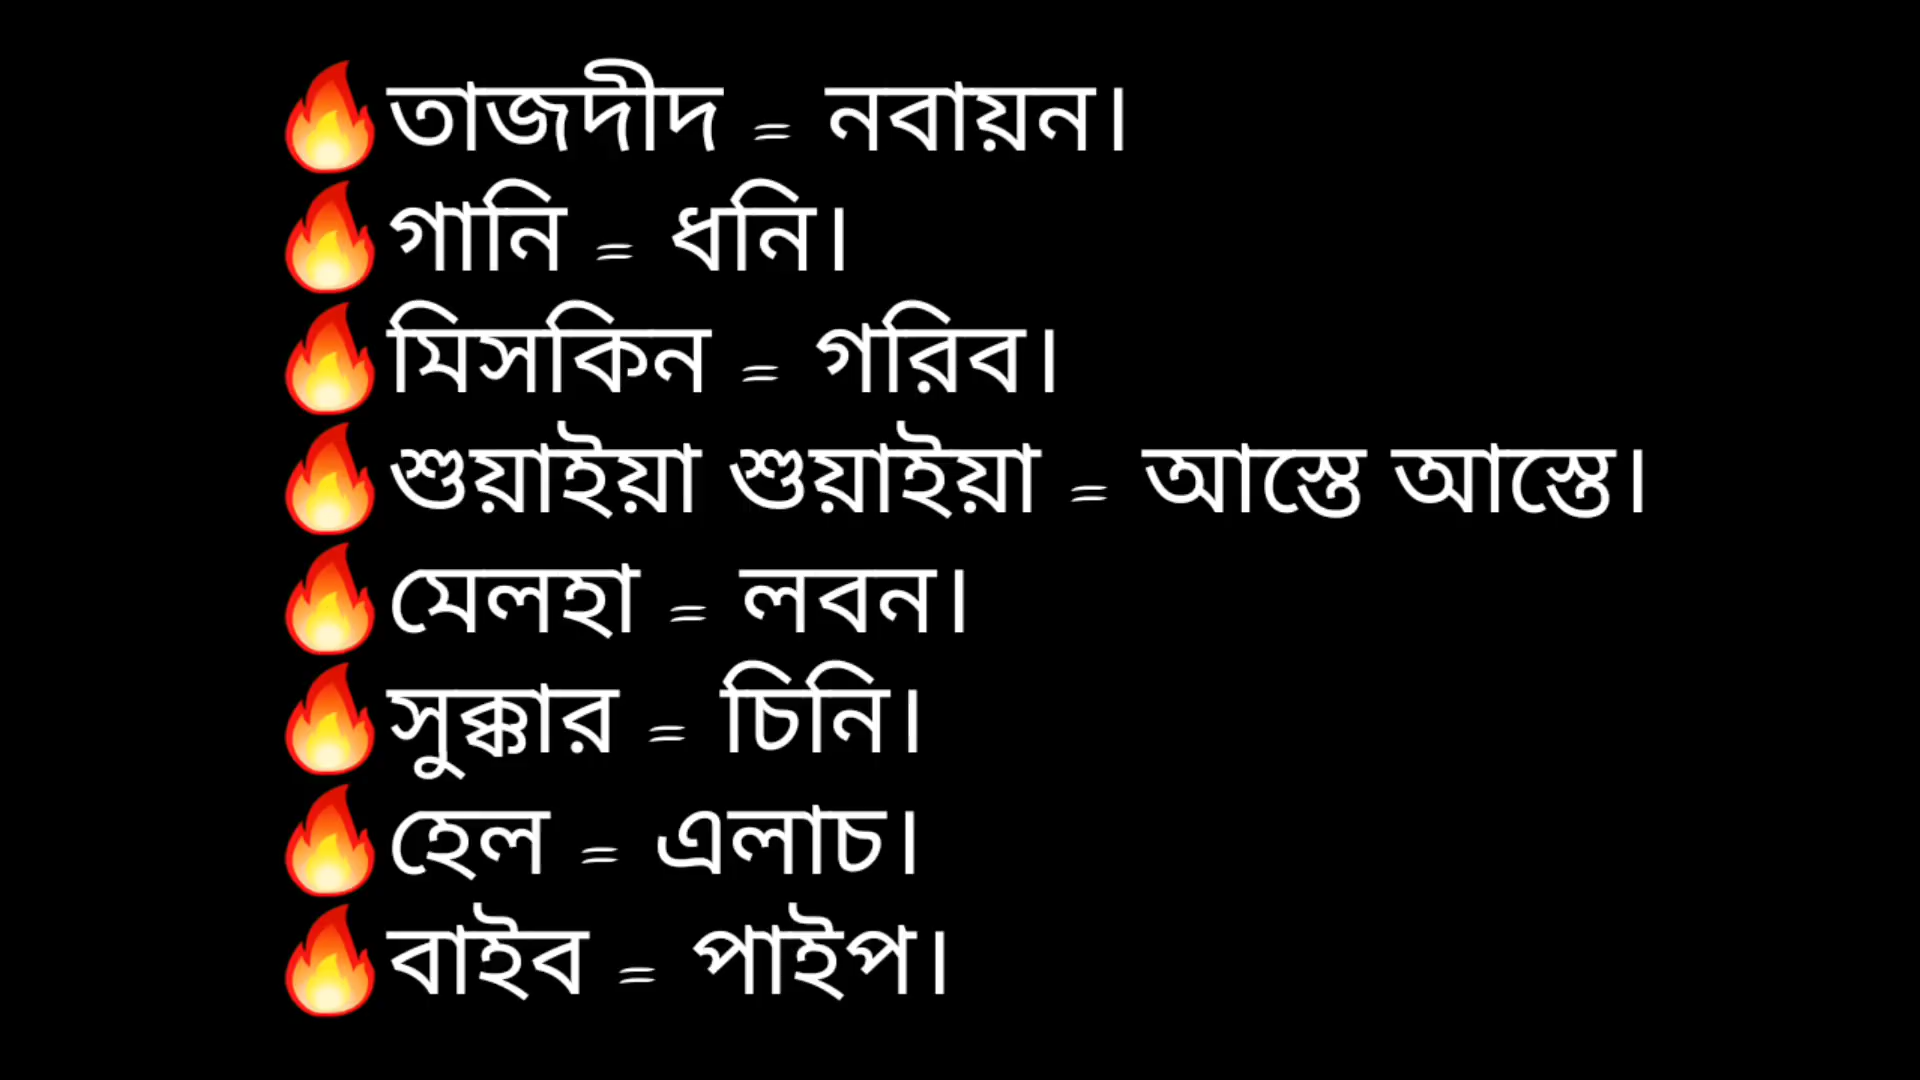 🔥তাজদীদ = নবায়ন।
🔥গানি = ধনি।
🔥মিসকিন = গরিব।
🔥শুয়াইয়া শুয়াইয়া = আস্তে আস্তে।
🔥মেলহা = লবন।
🔥সুক্কার = চিনি।
🔥হেল = এলাচ।
🔥বাইব = পাইপ।